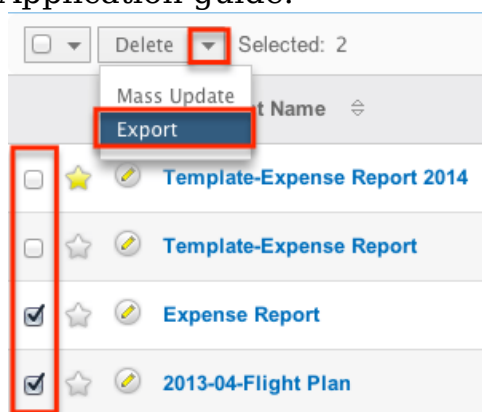 Application guide.
Delete Selected: 2
Mass Update
t Name
Export
Template-Expense Report 2014
Template-Expense Report
Expense Report
2013-04-Flight Plan